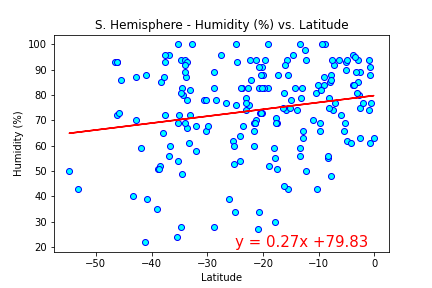 S. Hemisphere - Humidity (%) vs. Latitude
100
90
80
70
60
50
40
30
20
Humidity (%)
y = 0.27x +79.83
−50 −40 −30 −20 −10 0
Latitude